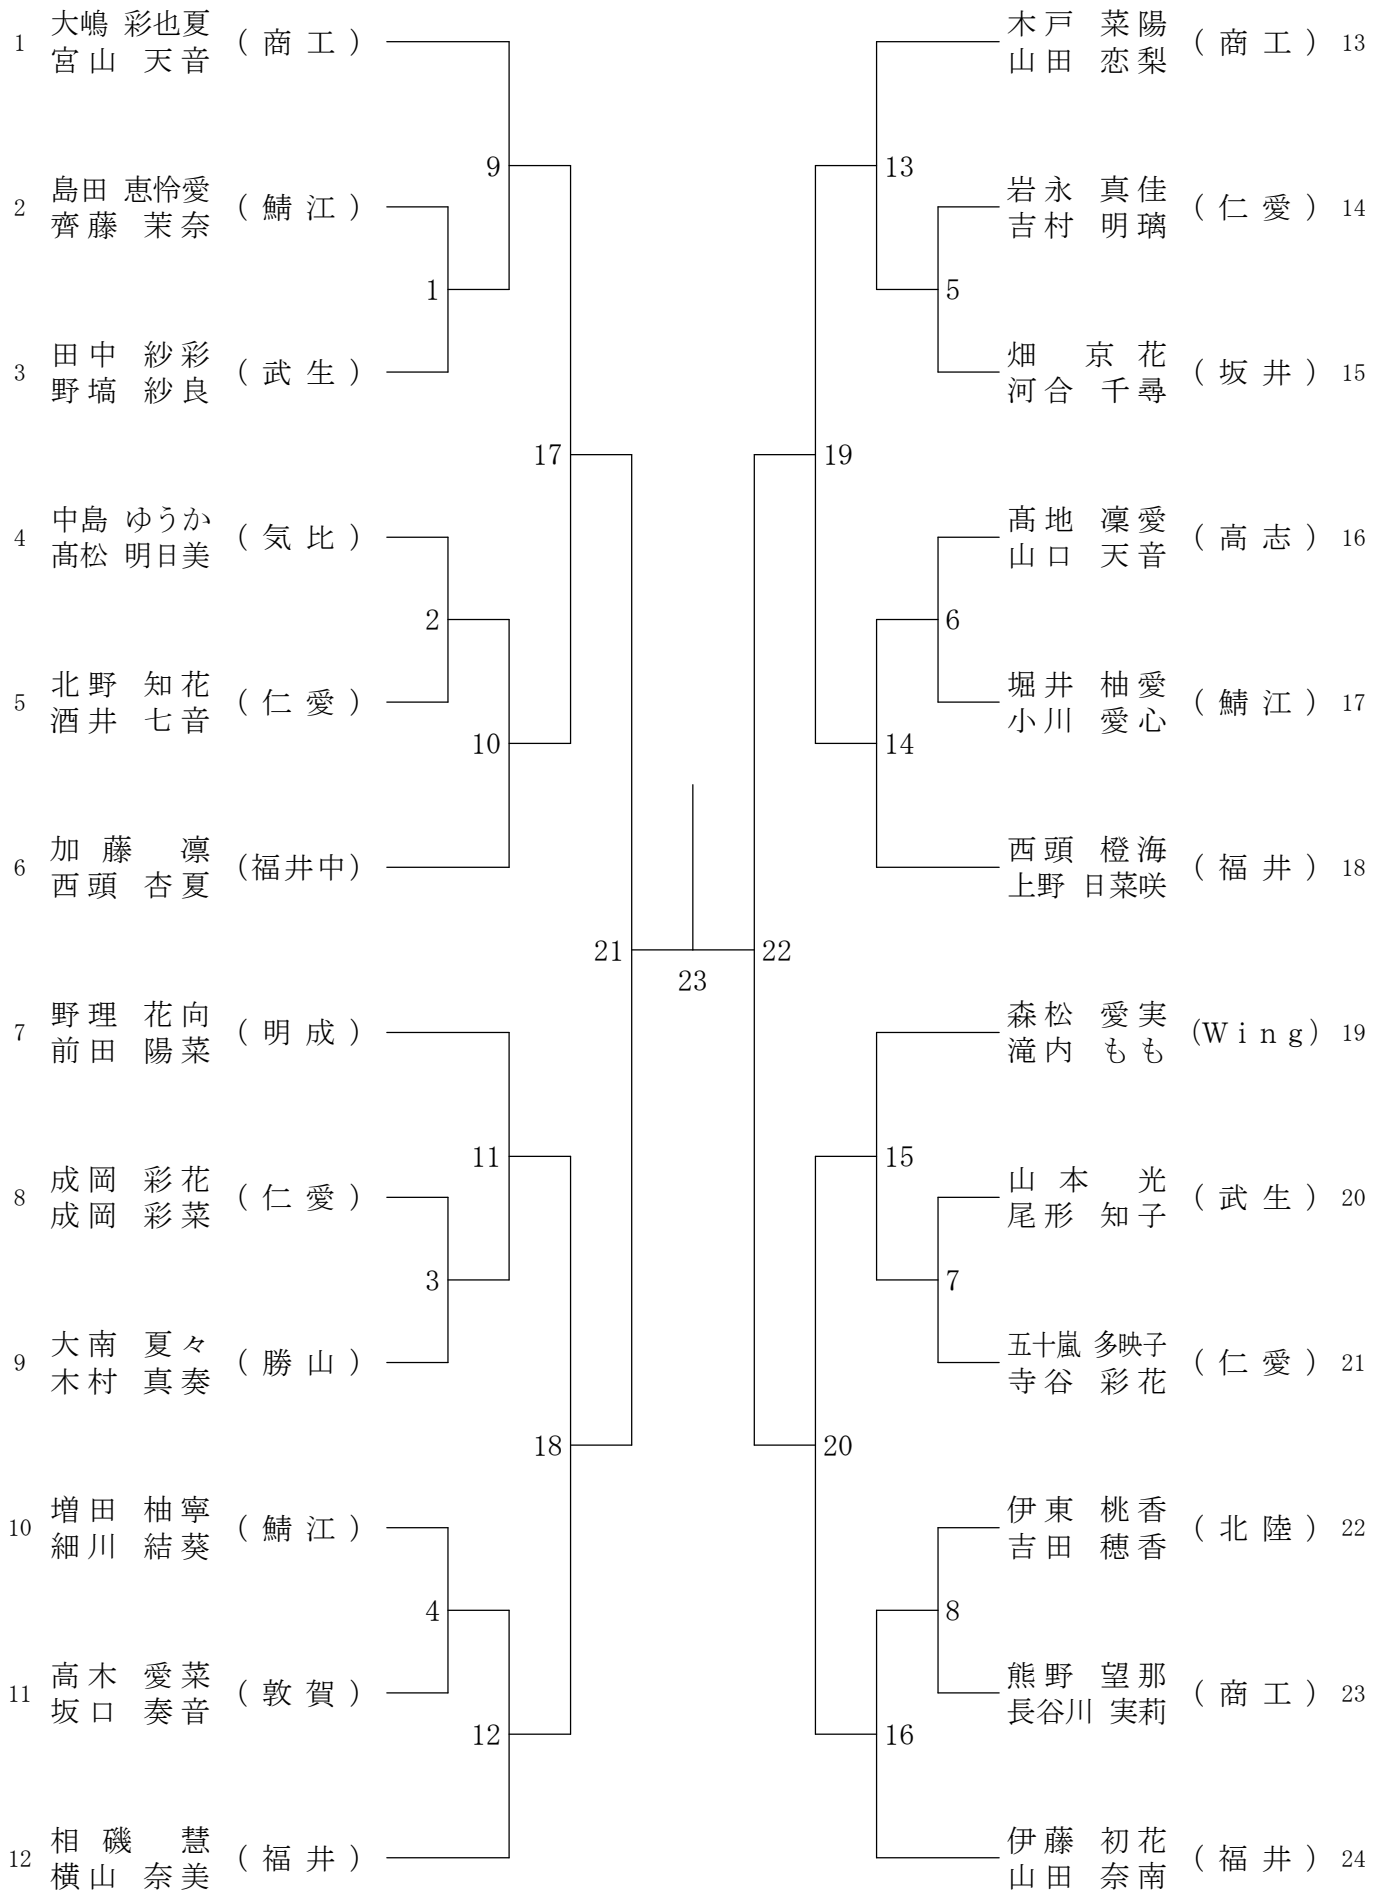 1 大嶋 彩也夏 (商工)
宮山 天音
2 島田 恵怜愛 (鯖江)
齊藤 茉奈
3 田中 紗彩 (武生)
野塙 紗良
4 中島 ゆうか (気比)
髙松 明日美
5 北野 知花 (仁愛)
酒井 七音
6 加藤 凛 (福井中)
西頭 杏夏
7 野理 花向 (明成)
前田 陽菜
8 成岡 彩花 (仁愛)
成岡 彩菜
9 大南 夏々 (勝山)
木村 真奏
10 増田 柚寧 (鯖江)
細川 結葵
11 高木 愛菜 (敦賀)
坂口 奏音
12 相磯 慧 (福井)
横山 奈美
9
1
17
2
10
21
11
3
18
4
12
23
13
5
19
6
14
22
15
7
20
8
16
木戸 菜陽 (商工) 13
山田 恋梨
岩永 真佳 (仁愛) 14
吉村 明璃
畑 京花 (坂井) 15
河合 千尋
髙地 凜愛 (高志) 16
山口 天音
堀井 柚愛 (鯖江) 17
小川 愛心
西頭 橙海 (福井) 18
上野 日菜咲
森松 愛実 (Wing) 19
滝内 もも
山本 光 (武生) 20
尾形 知子
五十嵐 多映子 (仁愛) 21
寺谷 彩花
伊東 桃香 (北陸) 22
吉田 穂香
熊野 望那 (商工) 23
長谷川 実莉
伊藤 初花 (福井) 24
山田 奈南